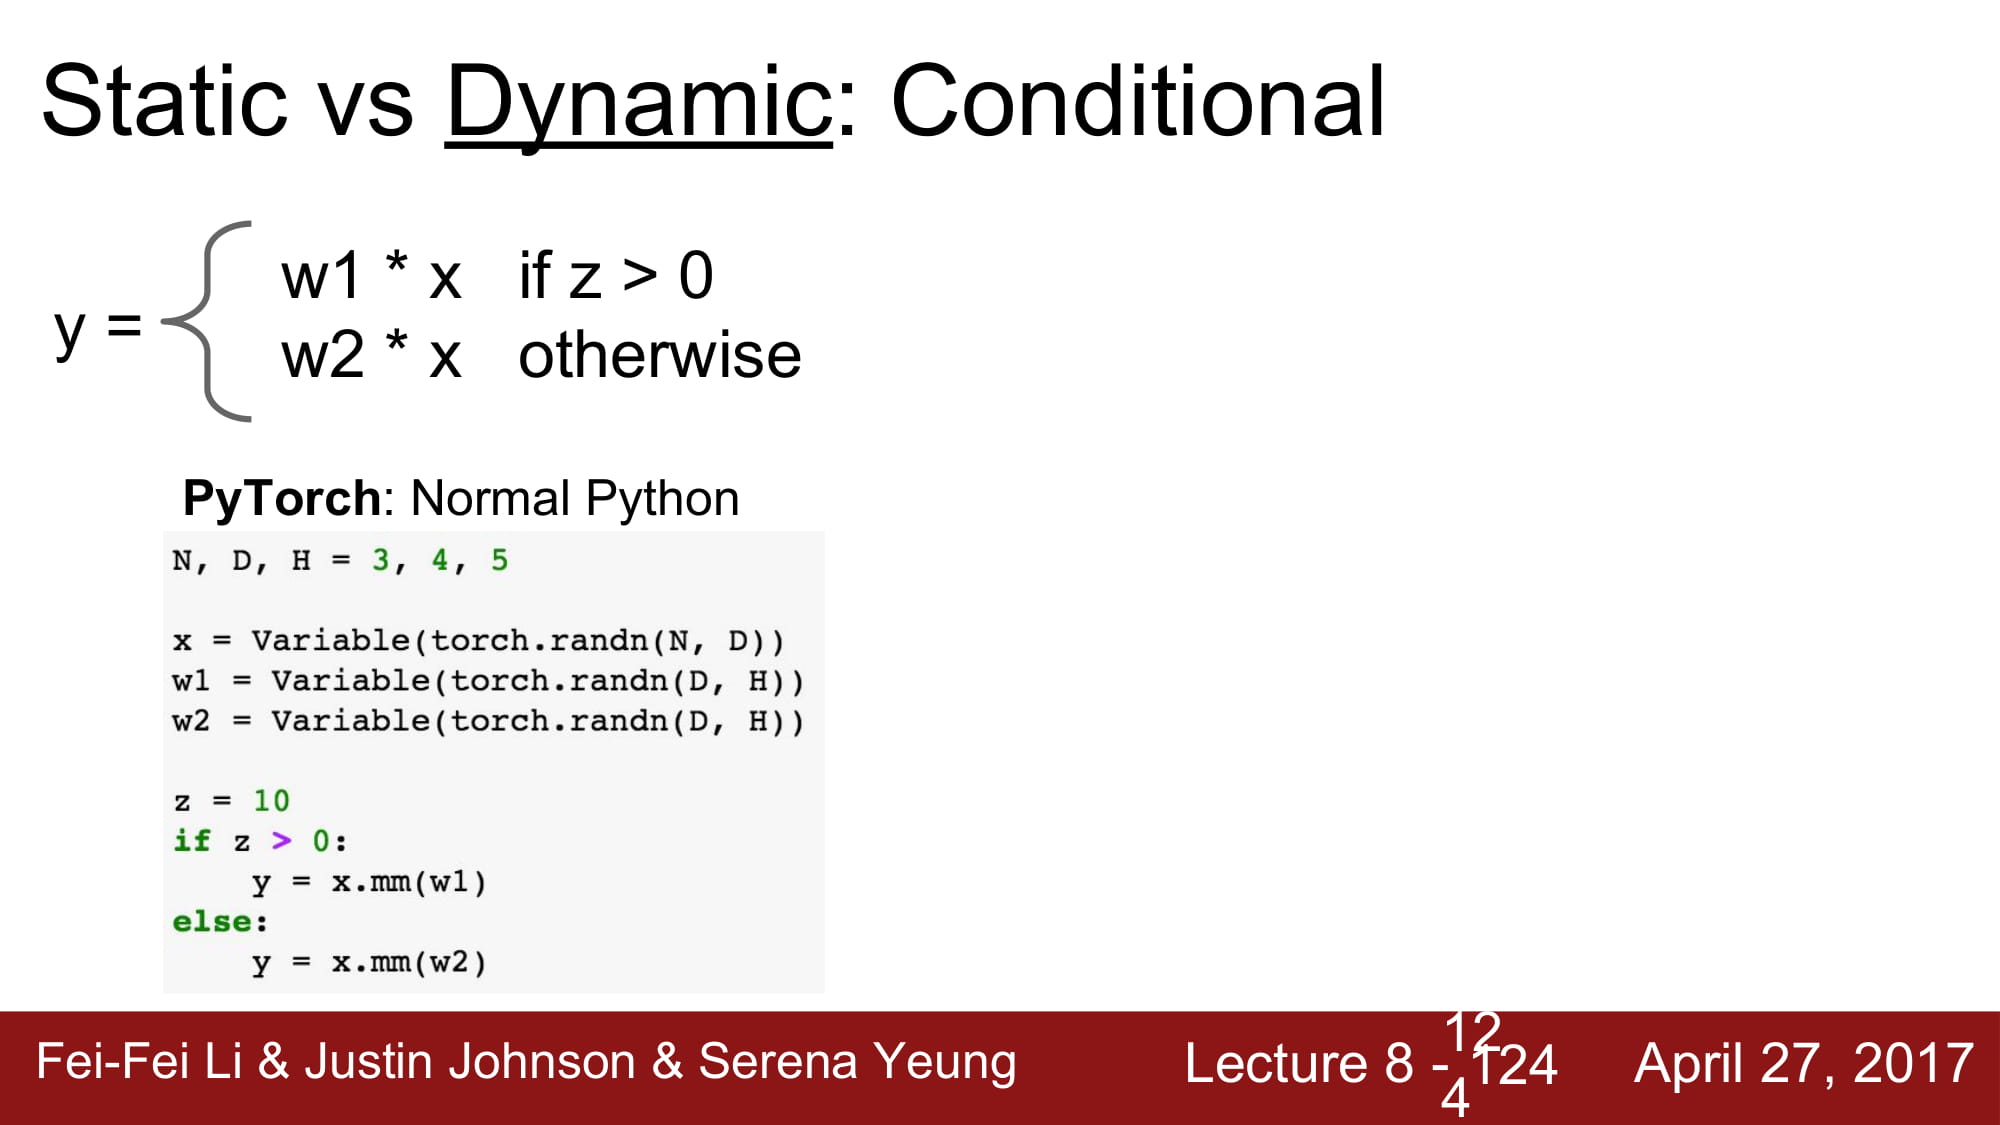 Static vs Dynamic: Conditional
w1 * x if z > 0
y =
w2 * x otherwise
PyTorch: Normal Python
N, D, H = 3, 4, 5
x = Variable(torch.randn(N, D))
w1 = Variable(torch.randn(D, H))
w2 = Variable(torch.randn(D, H))
z = 10
if z > 0:
    y = x.mm(w1)
else:
    y = x.mm(w2)
Fei-Fei Li & Justin Johnson & Serena Yeung
Lecture 8 - 124
12
4
April 27, 2017